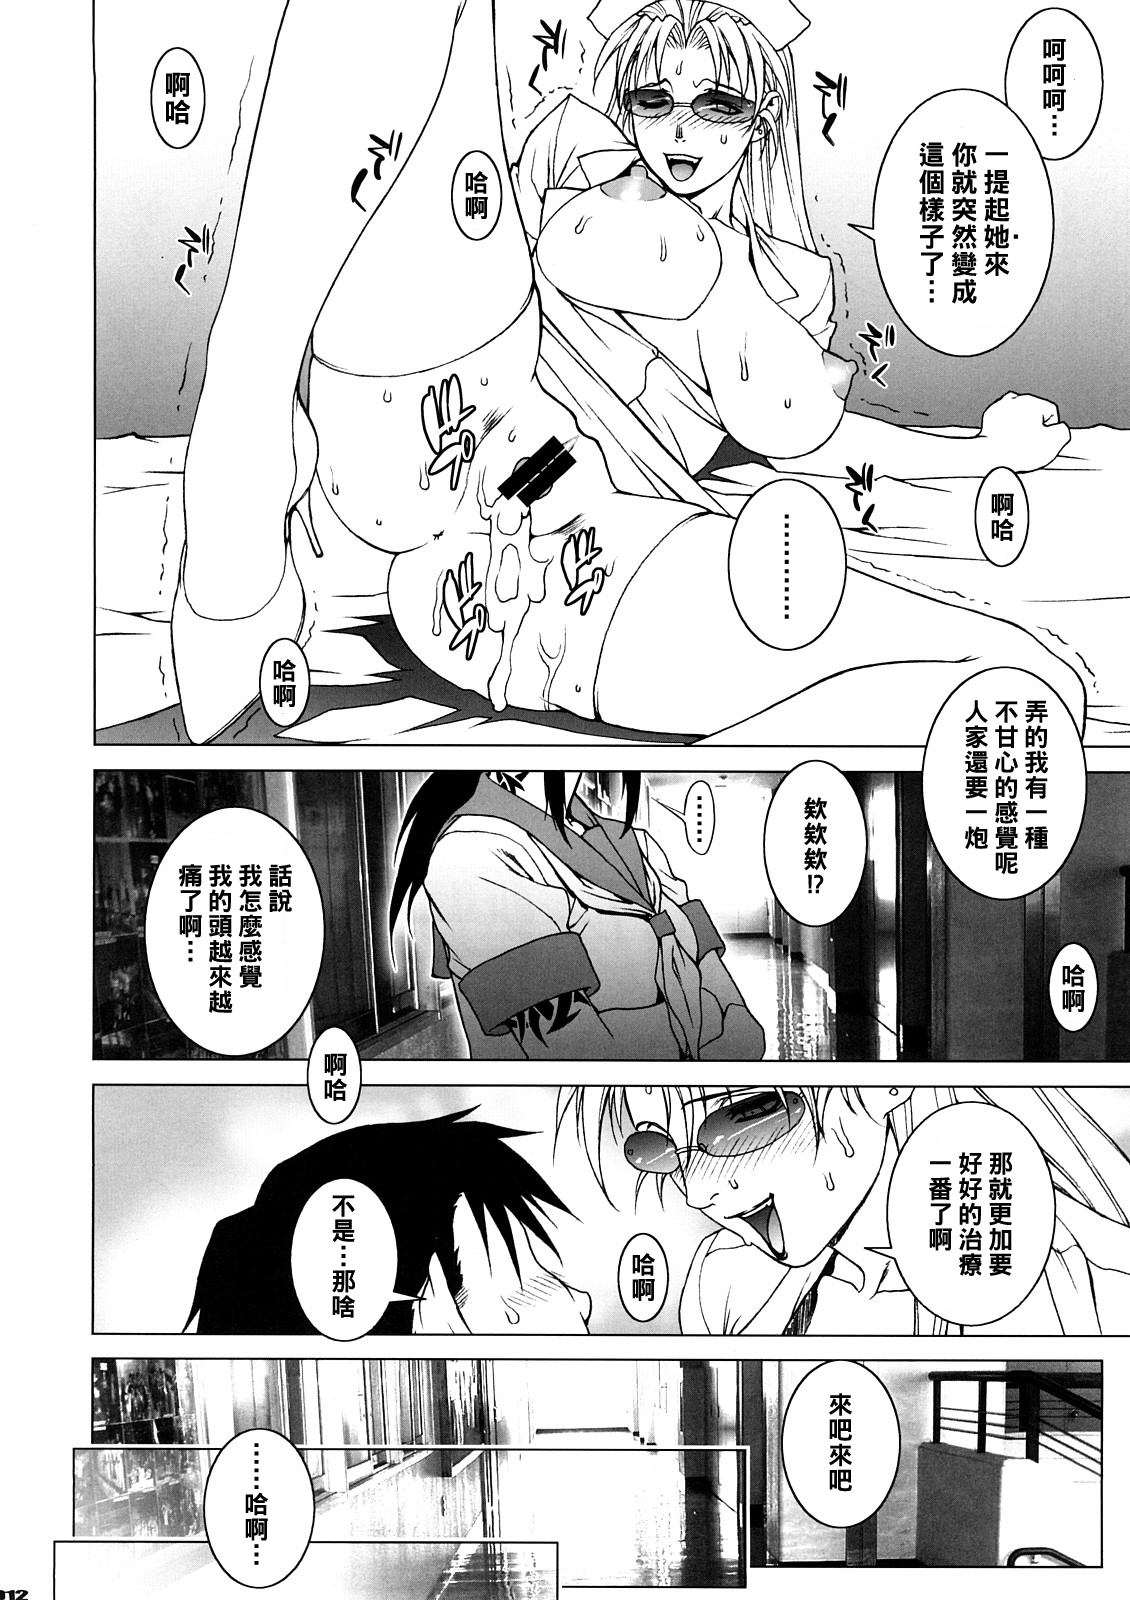 呵呵呵…
一提起她來
你就突然變成
這個樣子了…
哈啊
啊哈
…………
啊哈
哈啊
弄的我有一種
不甘心的感覺呢
人家還要一炮
欸欸欸!?
……
話說
我怎麼感覺
我的頭越來越
痛了啊…
哈啊
啊哈
那就更加要
好好的治療
一番了啊
哈啊
不是…那啥
來吧來吧
……哈啊…
012